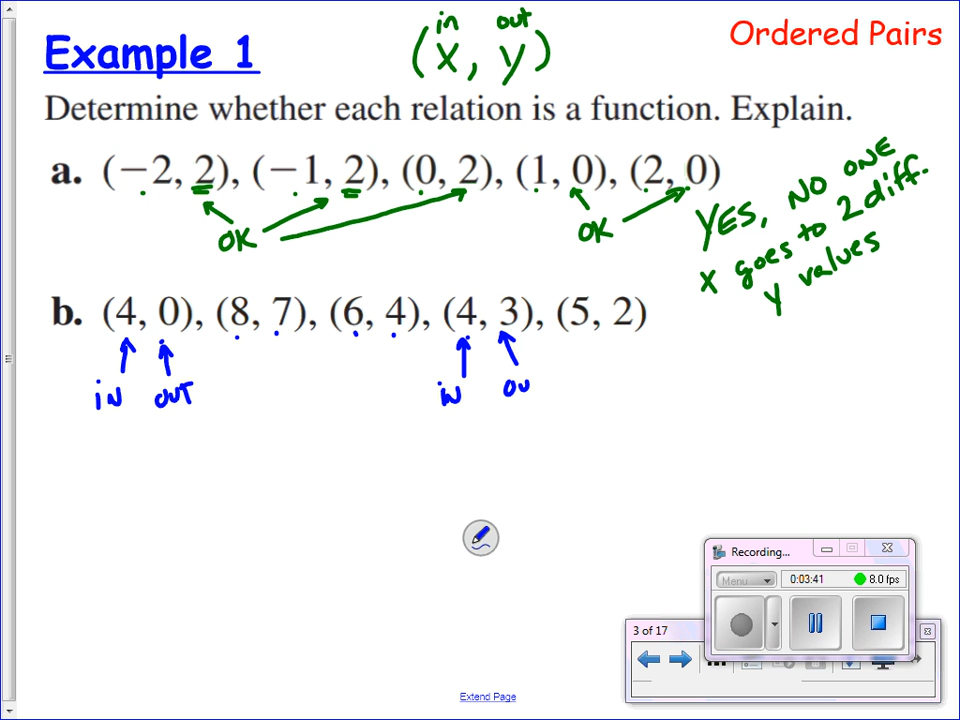 in out
Ordered Pairs
Example 1
(x, y)
Determine whether each relation is a function. Explain.
a. (−2, 2), (−1, 2), (0, 2), (1, 0), (2, 0)
OK
OK
YES, NO ONE
x goes to 2 diff.
y values
b. (4, 0), (8, 7), (6, 4), (4, 3), (5, 2)
iN OUT
iN OU
Recording...
Menu
0:03:41
8.0 fps
3 of 17
Extend Page